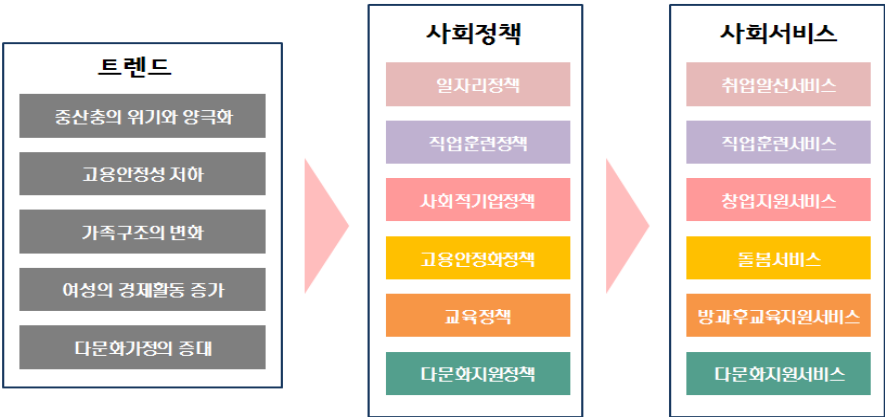 트렌드
중산층의 위기와 양극화
고용안정성 저하
가족구조의 변화
여성의 경제활동 증가
다문화가정의 증대
사회정책
일자리정책
직업훈련정책
사회적기업정책
고용안정화정책
교육정책
다문화지원정책
사회서비스
취업알선서비스
직업훈련서비스
창업지원서비스
돌봄서비스
방과후교육지원서비스
다문화지원서비스